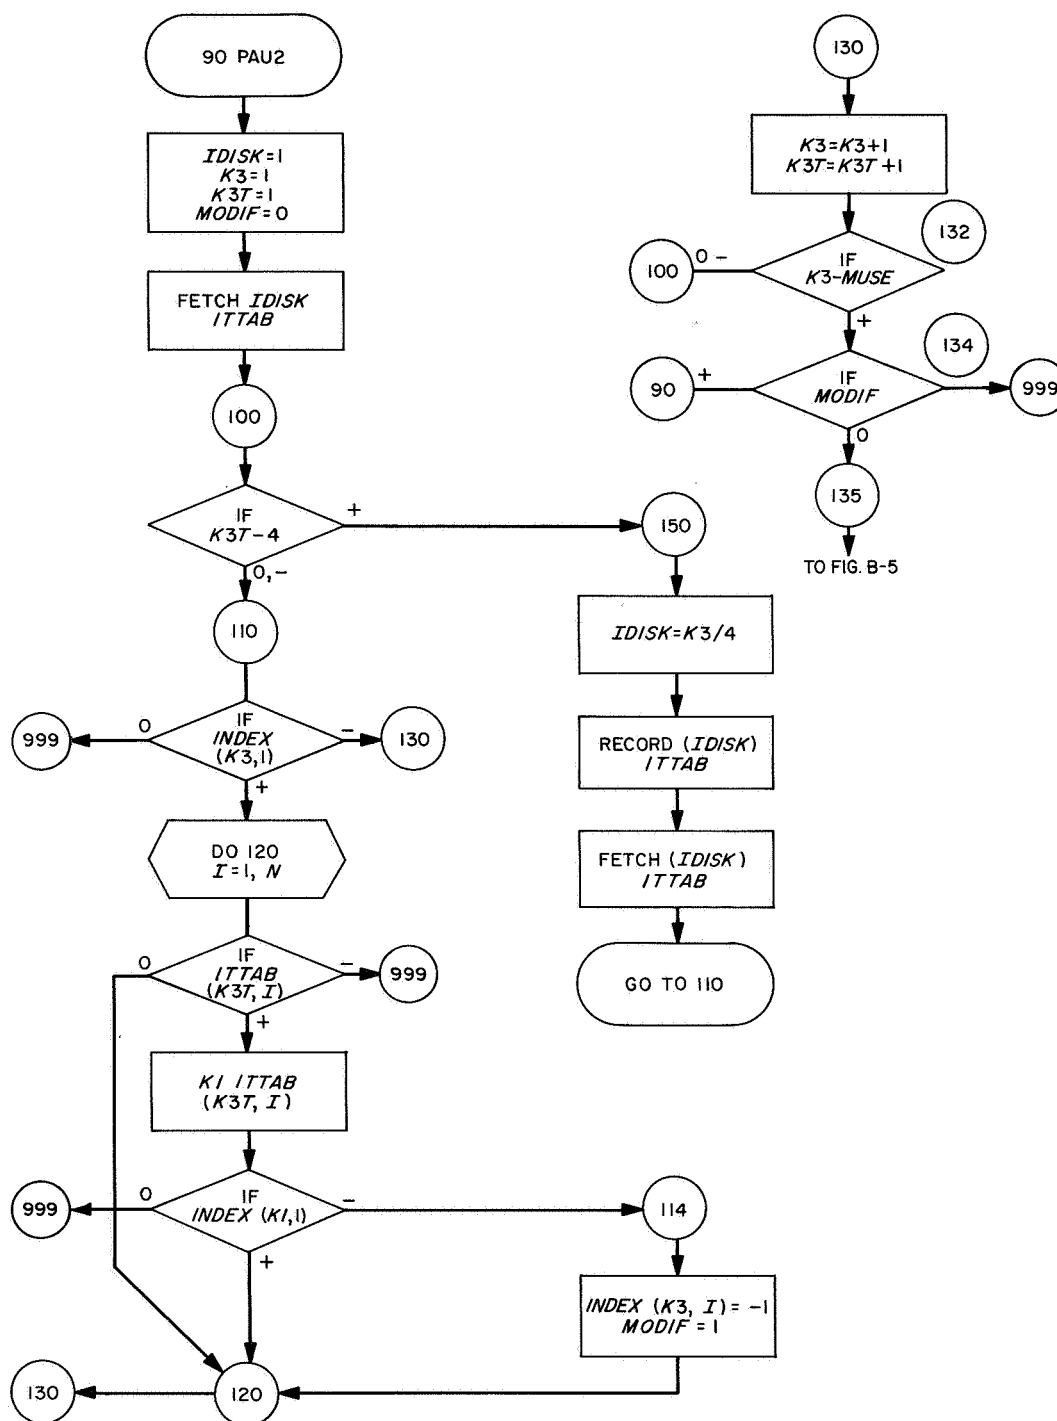 90 PAU2
IDISK=1
K3=1
K3T=1
MODIF=0
FETCH IDISK
ITTAB
100
IF
K3T-4
+
0,-
110
IF
INDEX
(K3,1)
0
-
+
999
130
DO 120
I=1, N
IF
ITTAB
(K3T, I)
0
-
+
999
K1 ITTAB
(K3T, I)
IF
INDEX (K1,1)
0
-
+
999
114
INDEX (K3, I) = -1
MODIF = 1
120
130
150
IDISK=K3/4
RECORD (IDISK)
ITTAB
FETCH (IDISK)
ITTAB
GO TO 110
130
K3=K3+1
K3T=K3T+1
132
IF
K3-MUSE
0 -
100
+
134
IF
MODIF
+
90
999
0
135
TO FIG. B-5